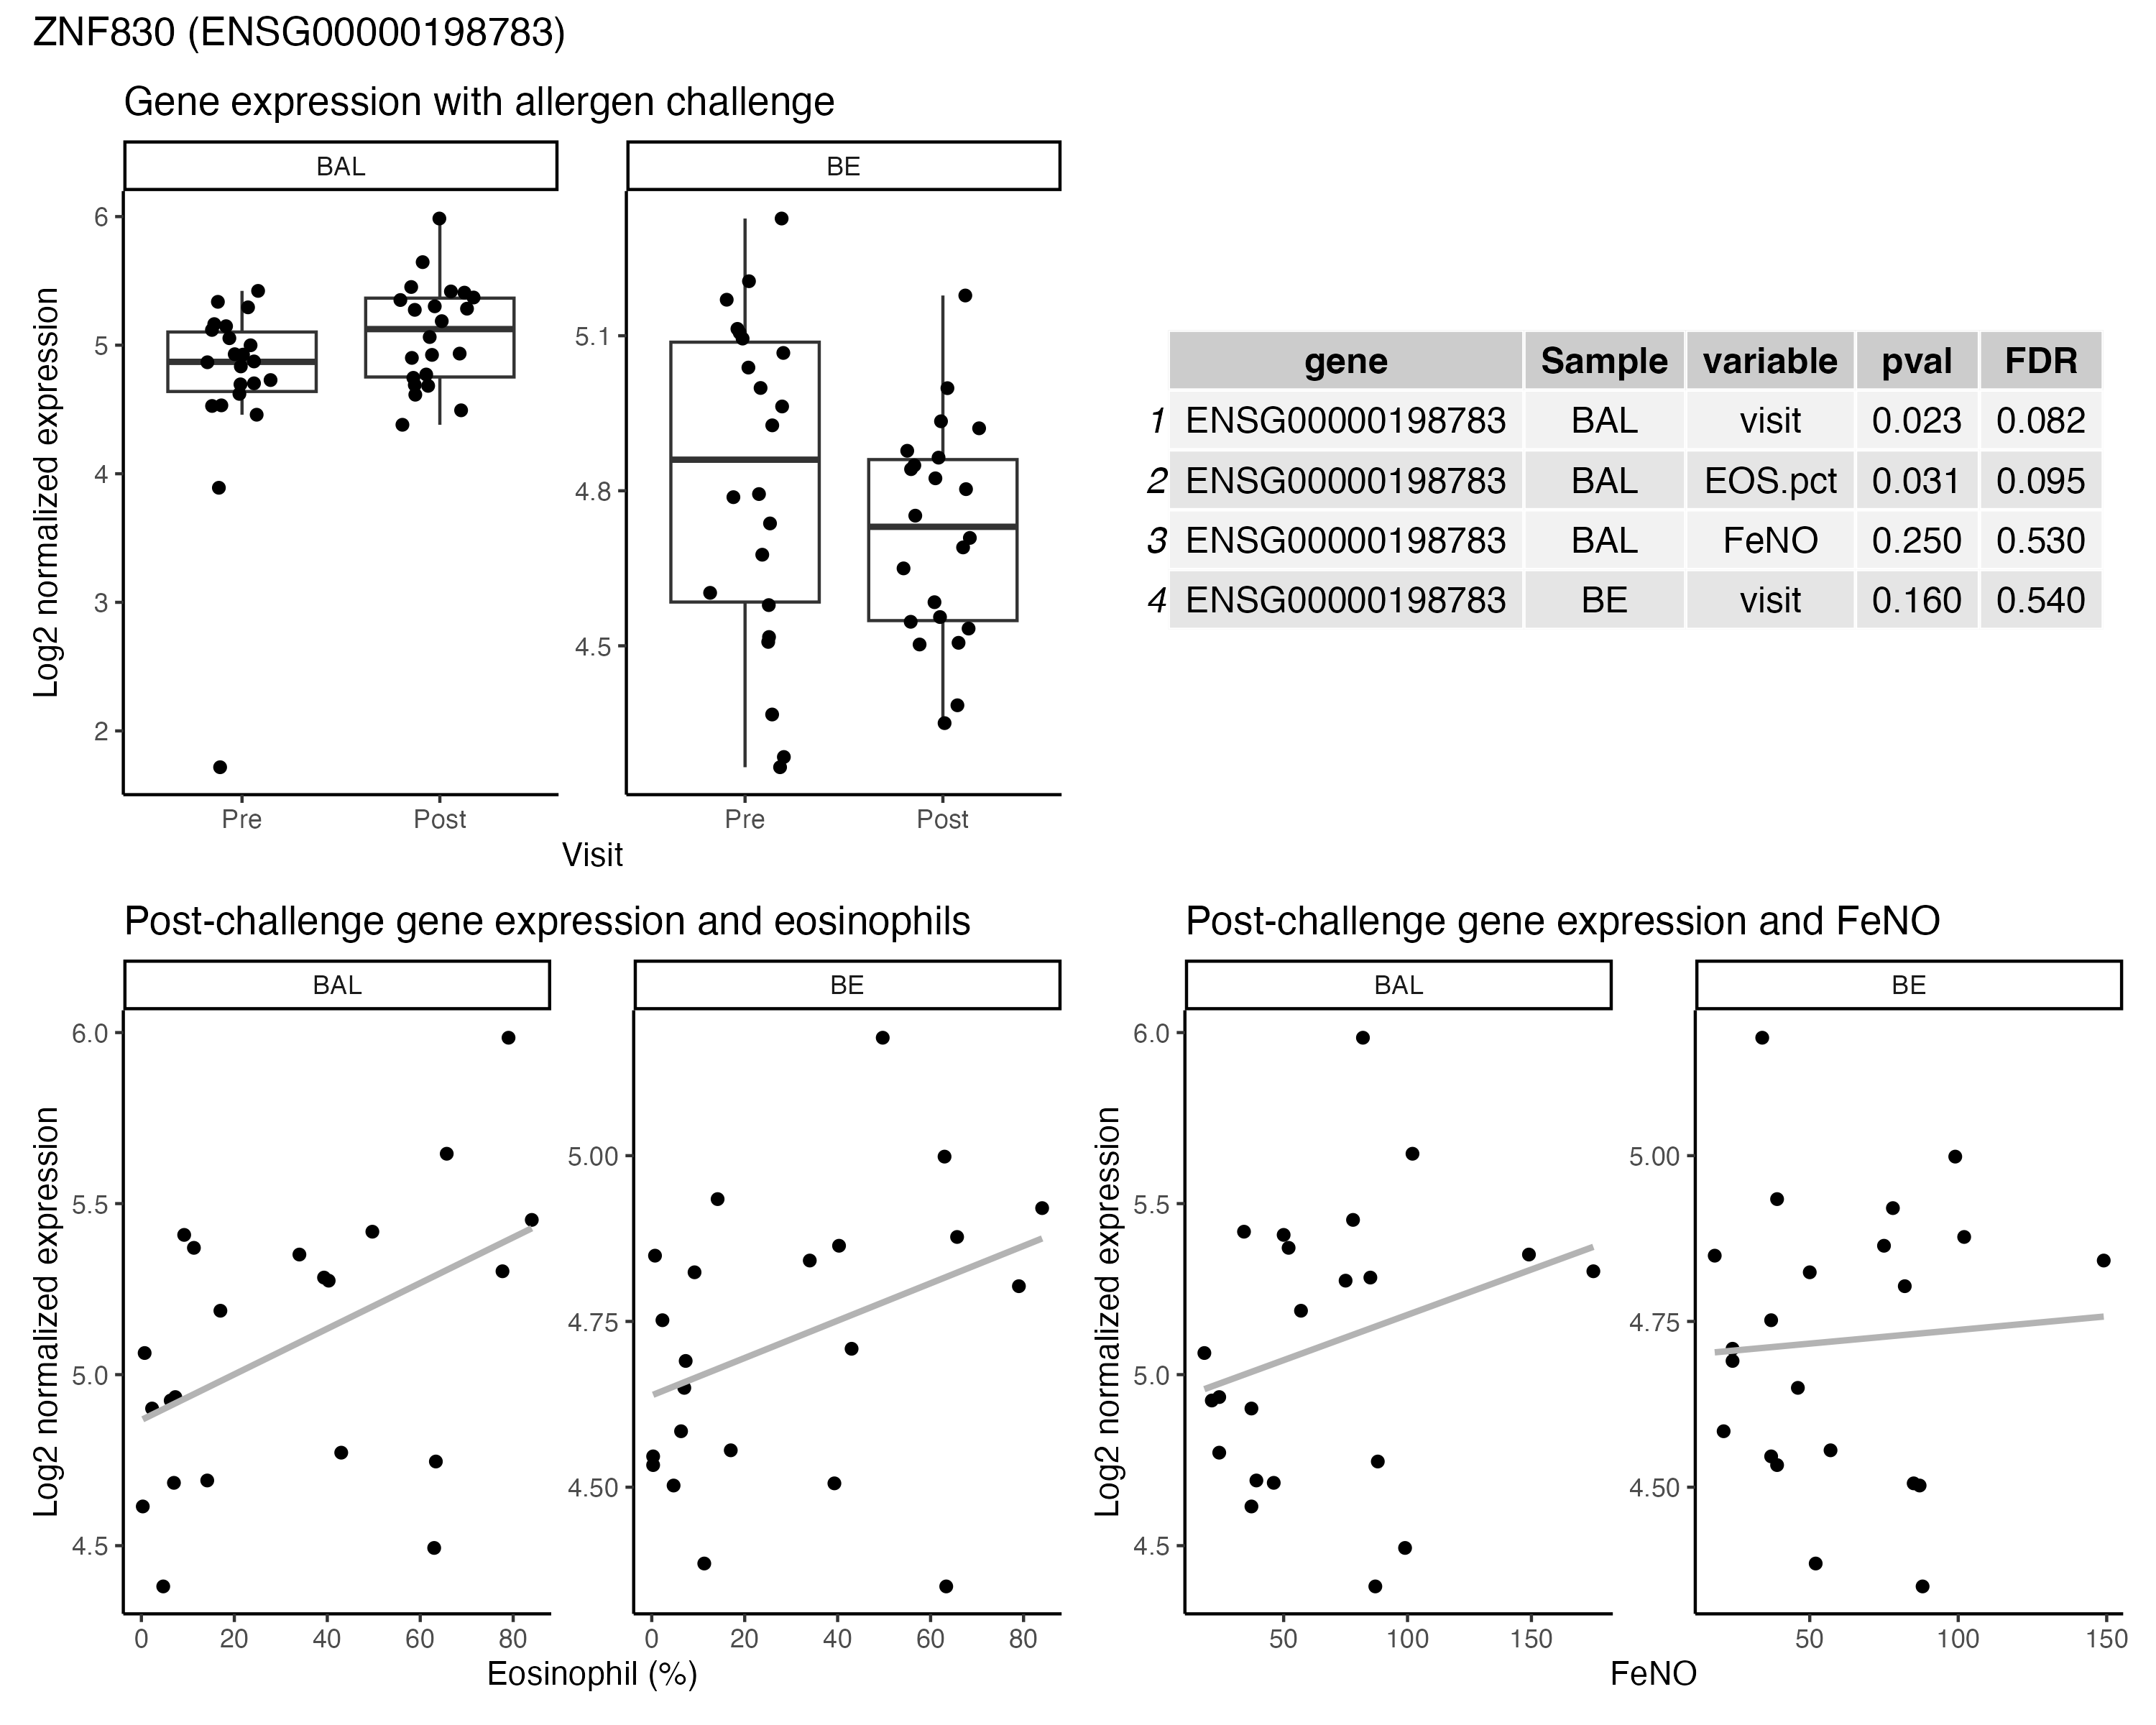 ZNF830 (ENSG00000198783)
Gene expression with allergen challenge
BAL
BE
Log2 normalized expression
6
5
4
3
2
5.1
4.8
4.5
Pre
Post
Pre
Post
Visit
gene Sample variable pval FDR
1 ENSG00000198783 BAL visit 0.023 0.082
2 ENSG00000198783 BAL EOS.pct 0.031 0.095
3 ENSG00000198783 BAL FeNO 0.250 0.530
4 ENSG00000198783 BE visit 0.160 0.540
Post-challenge gene expression and eosinophils
BAL
BE
Log2 normalized expression
6.0
5.5
5.0
4.5
5.00
4.75
4.50
0 20 40 60 80
0 20 40 60 80
Eosinophil (%)
Post-challenge gene expression and FeNO
BAL
BE
Log2 normalized expression
6.0
5.5
5.0
4.5
5.00
4.75
4.50
50 100 150
50 100 150
FeNO